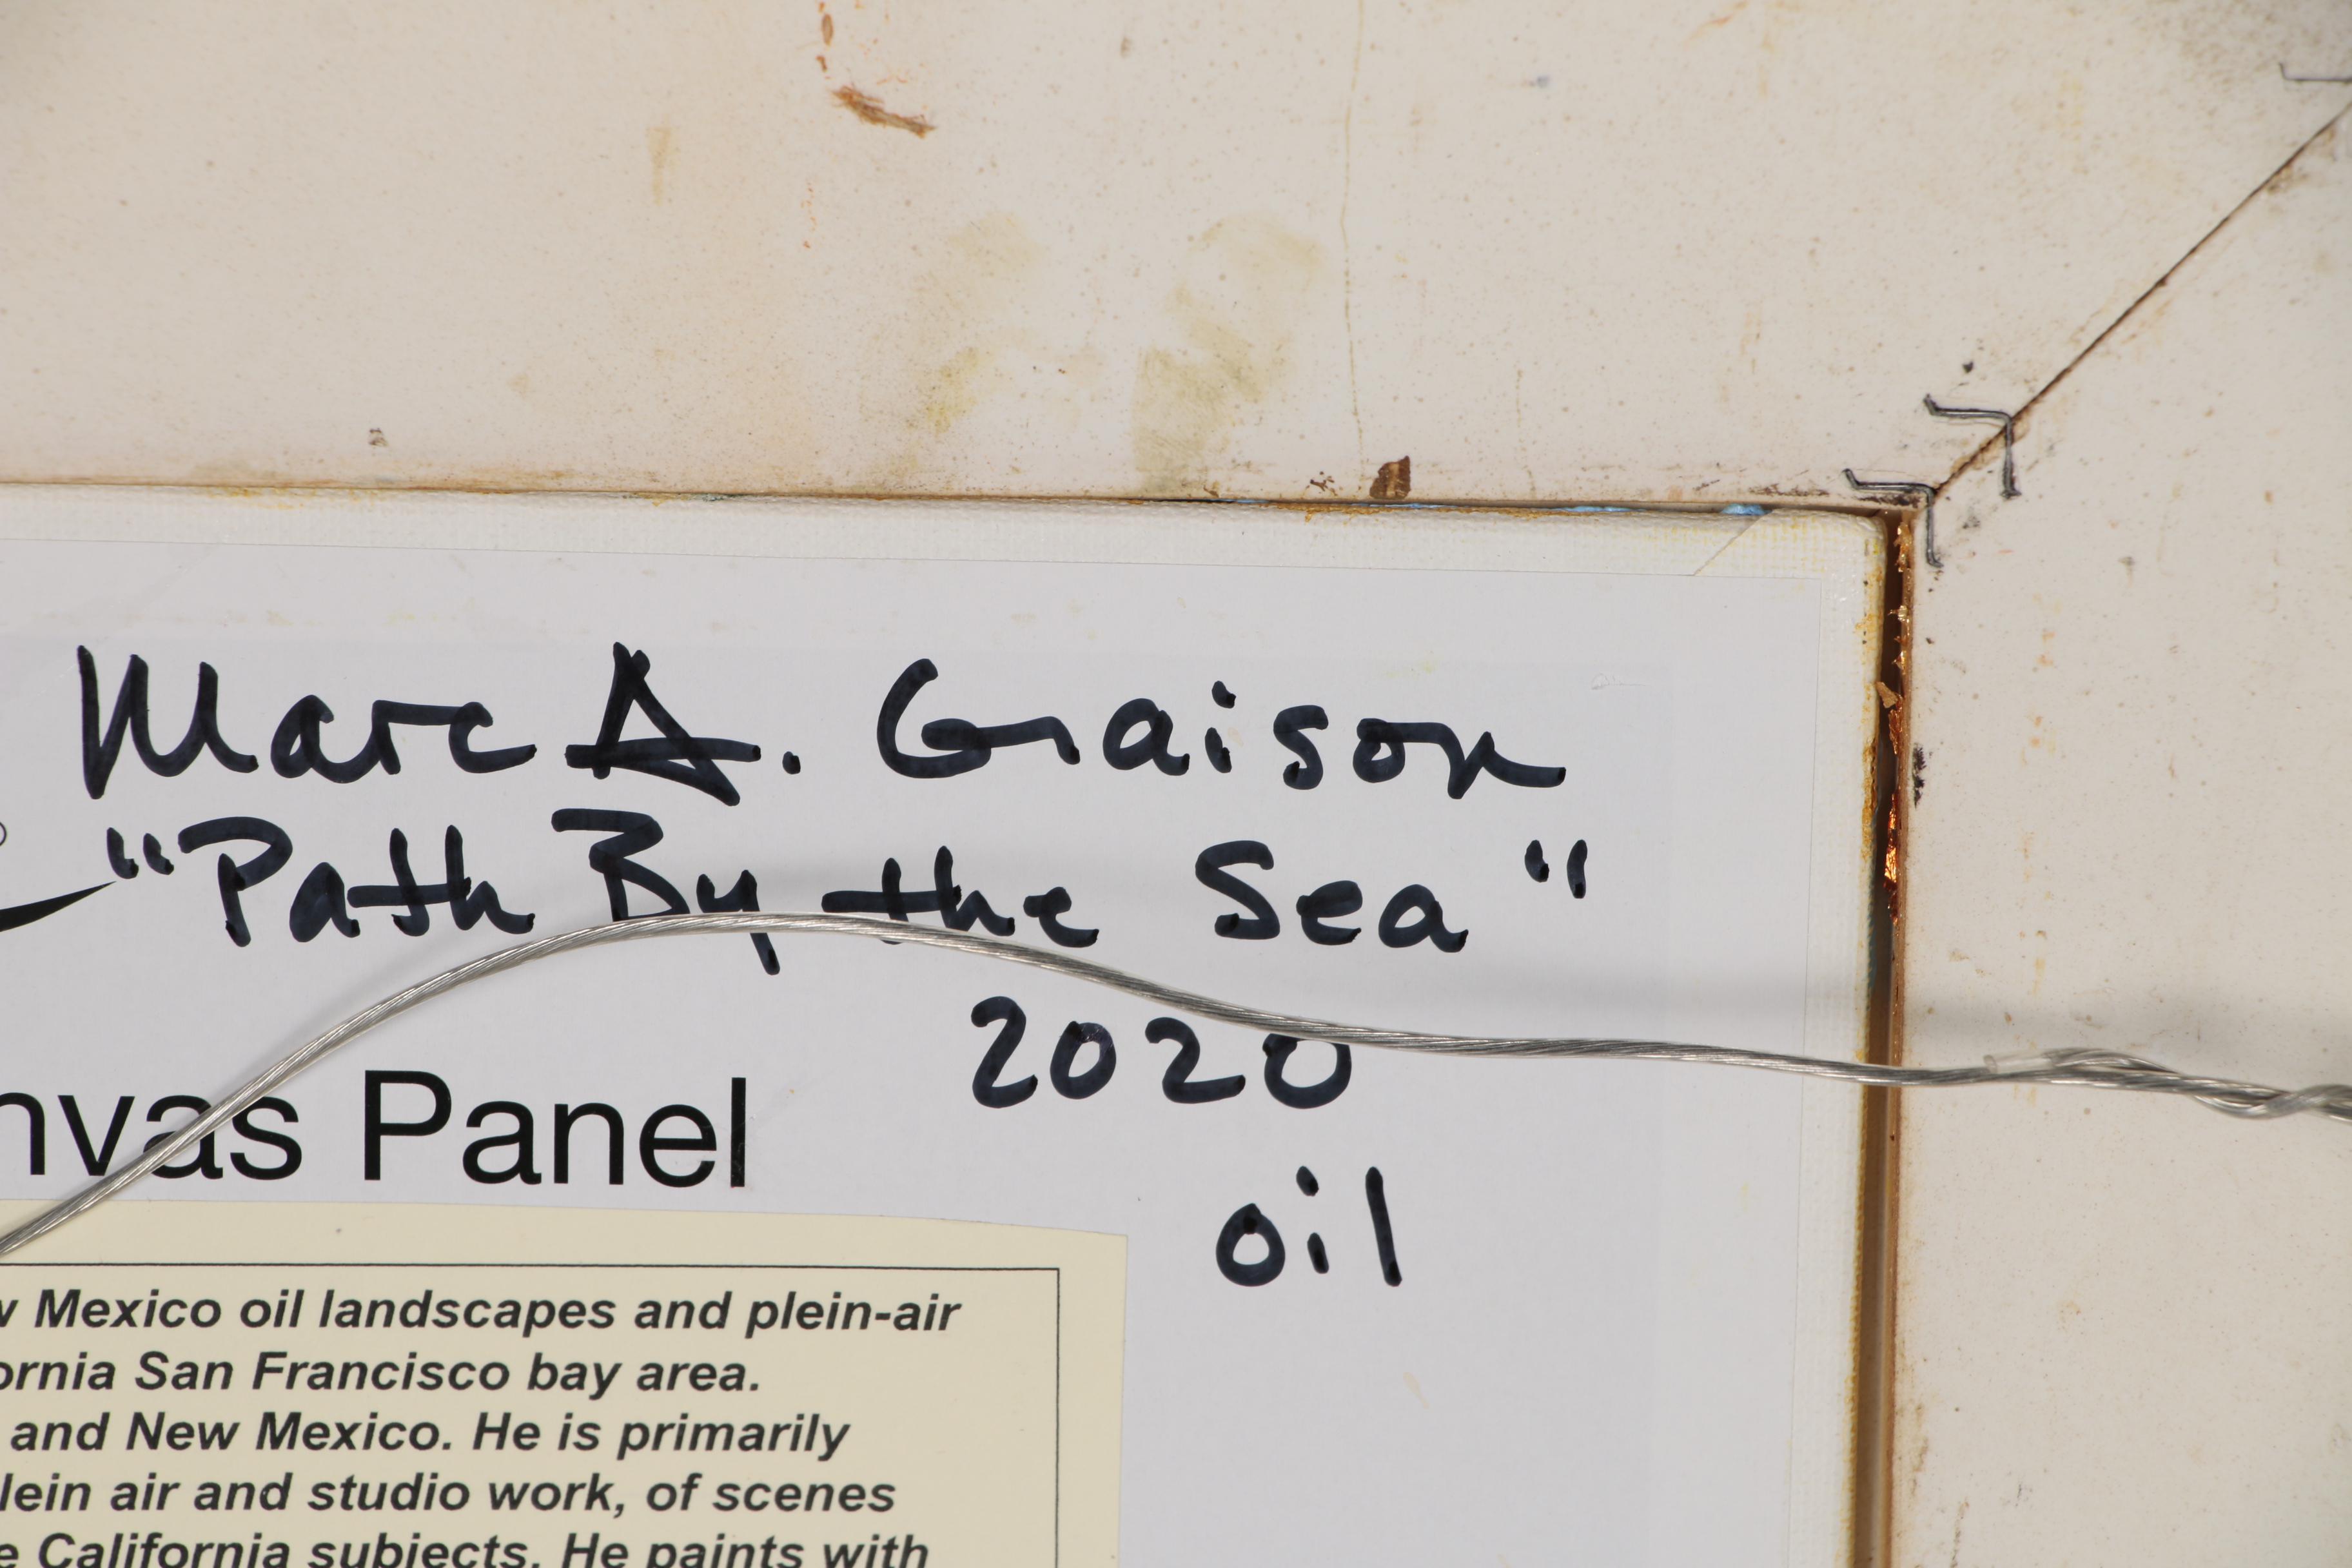 Marc A. Graison
"Path By the Sea"
2020
nvas Panel
oil
w Mexico oil landscapes and plein-air
ornia San Francisco bay area.
and New Mexico. He is primarily
lein air and studio work, of scenes
e California subjects. He paints with